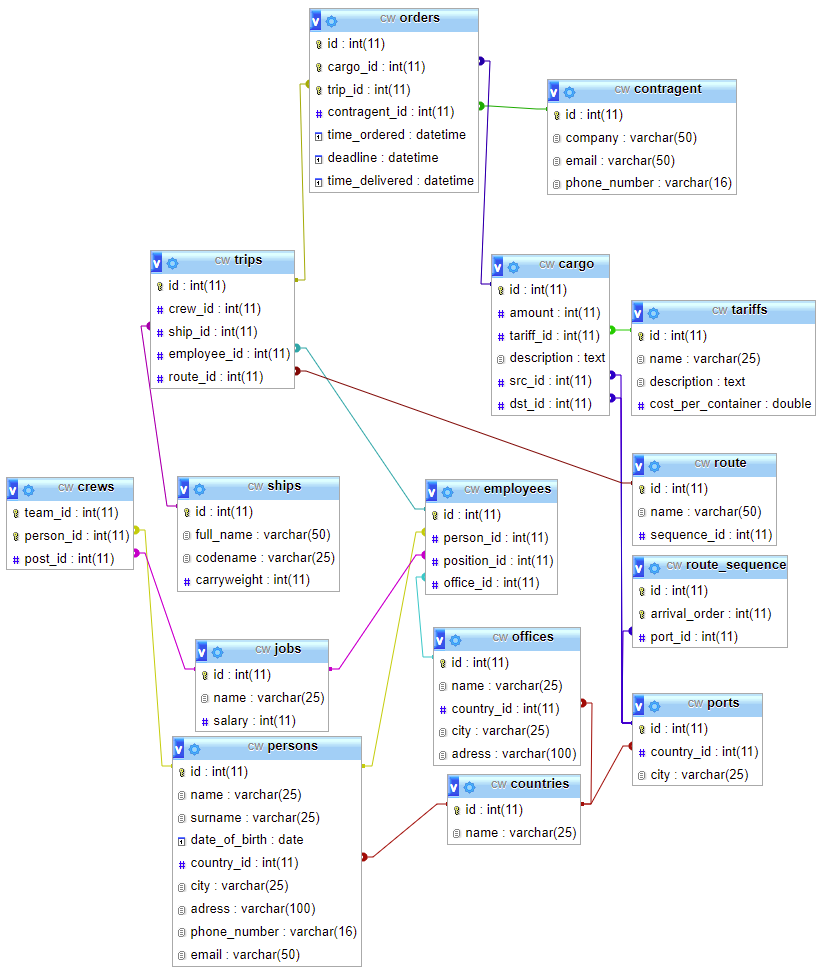 cw orders
id : int(11)
cargo_id : int(11)
trip_id : int(11)
contragent_id : int(11)
time_ordered : datetime
deadline : datetime
time_delivered : datetime
cw contragent
id : int(11)
company : varchar(50)
email : varchar(50)
phone_number : varchar(16)
cw trips
id : int(11)
crew_id : int(11)
ship_id : int(11)
employee_id : int(11)
route_id : int(11)
cw cargo
id : int(11)
amount : int(11)
tariff_id : int(11)
description : text
src_id : int(11)
dst_id : int(11)
cw tariffs
id : int(11)
name : varchar(25)
description : text
cost_per_container : double
cw crews
team_id : int(11)
person_id : int(11)
post_id : int(11)
cw ships
id : int(11)
full_name : varchar(50)
codename : varchar(25)
carryweight : int(11)
cw employees
id : int(11)
person_id : int(11)
position_id : int(11)
office_id : int(11)
cw route
id : int(11)
name : varchar(50)
sequence_id : int(11)
cw route_sequence
id : int(11)
arrival_order : int(11)
port_id : int(11)
cw jobs
id : int(11)
name : varchar(25)
salary : int(11)
cw offices
id : int(11)
name : varchar(25)
country_id : int(11)
city : varchar(25)
adress : varchar(100)
cw ports
id : int(11)
country_id : int(11)
city : varchar(25)
cw persons
id : int(11)
name : varchar(25)
surname : varchar(25)
date_of_birth : date
country_id : int(11)
city : varchar(25)
adress : varchar(100)
phone_number : varchar(16)
email : varchar(50)
cw countries
id : int(11)
name : varchar(25)